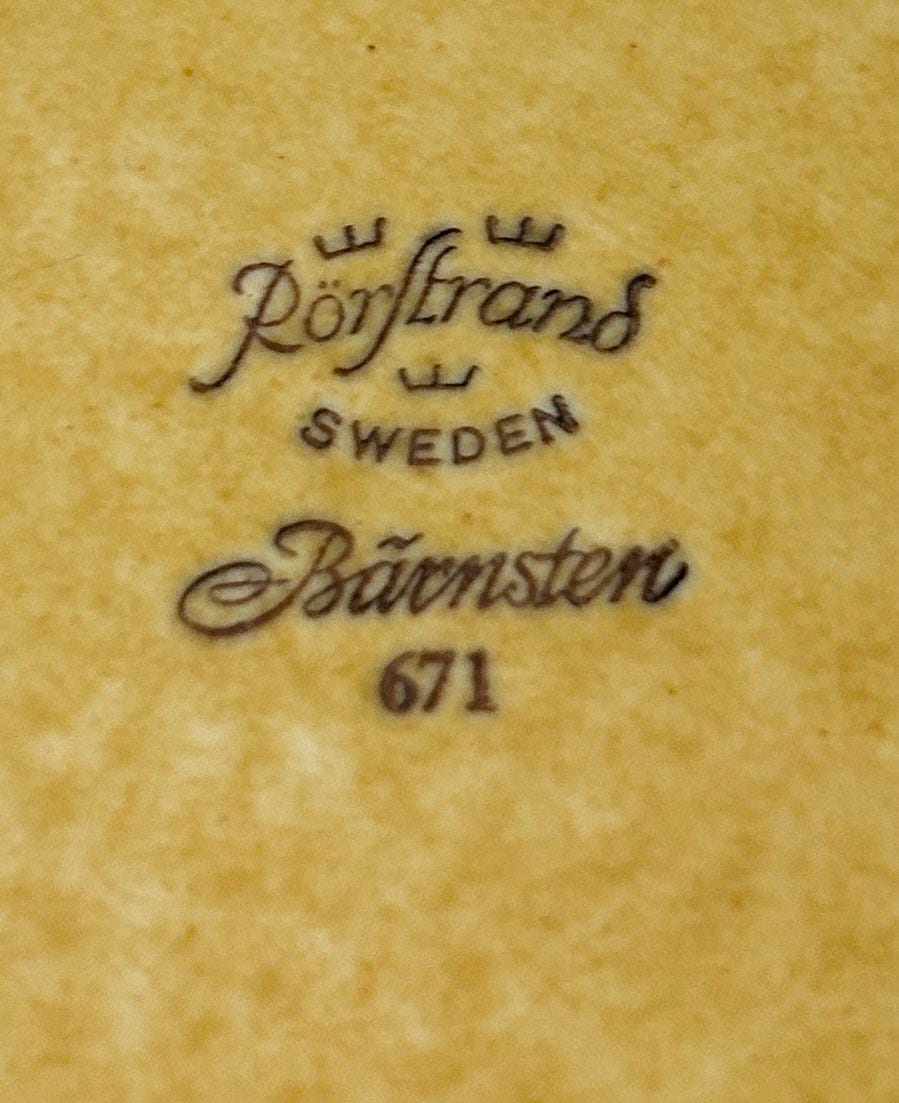 Rörstrand
SWEDEN
Bärnsten
671